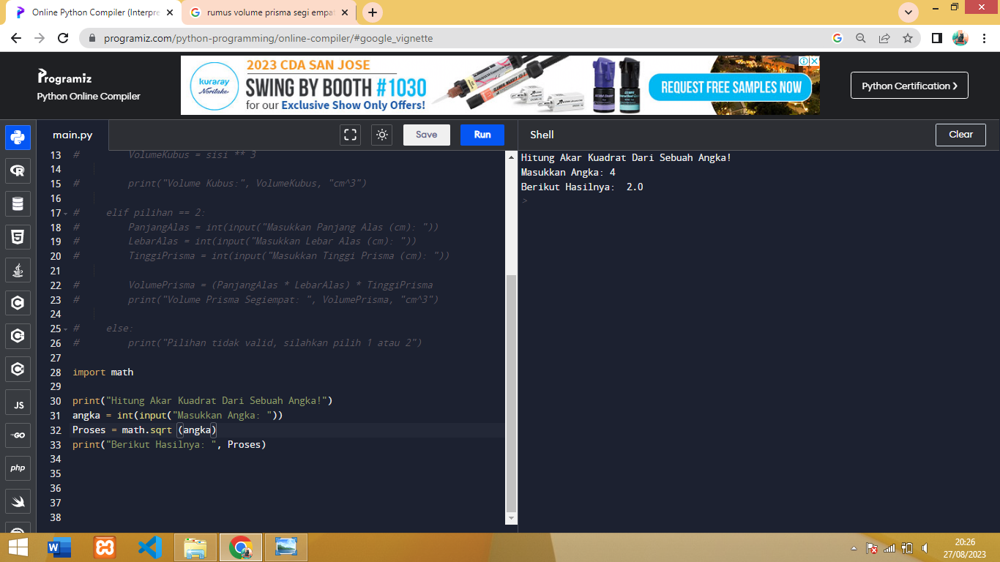 Online Python Compiler (Interpre
rumus volume prisma segi empat
programiz.com/python-programming/online-compiler/#google_vignette
Programiz
Python Online Compiler
kuraray
Noritake
2023 CDA SAN JOSE
SWING BY BOOTH #1030
for our Exclusive Show Only Offers!
REQUEST FREE SAMPLES NOW
Python Certification
main.py
Save
Run
Shell
Clear
13 # VolumeKubus = sisi ** 3
14
15 # print("Volume Kubus:", VolumeKubus, "cm^3")
16
17 # elif pilihan == 2:
18 # PanjangAlas = int(input("Masukkan Panjang Alas (cm): "))
19 # LebarAlas = int(input("Masukkan Lebar Alas (cm): "))
20 # TinggiPrisma = int(input("Masukkan Tinggi Prisma (cm): "))
21
22 # VolumePrisma = (PanjangAlas * LebarAlas) * TinggiPrisma
23 # print("Volume Prisma Segiempat: ", VolumePrisma, "cm^3")
24
25 # else:
26 # print("Pilihan tidak valid, silahkan pilih 1 atau 2")
27
28 import math
29
30 print("Hitung Akar Kuadrat Dari Sebuah Angka!")
31 angka = int(input("Masukkan Angka: "))
32 Proses = math.sqrt (angka)
33 print("Berikut Hasilnya: ", Proses)
34
35
36
37
38
Hitung Akar Kuadrat Dari Sebuah Angka!
Masukkan Angka: 4
Berikut Hasilnya:  2.0
>
JS
GO
php
20:26
27/08/2023